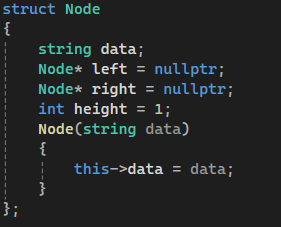 struct Node
{
    string data;
    Node* left = nullptr;
    Node* right = nullptr;
    int height = 1;
    Node(string data)
    {
        this->data = data;
    }
};